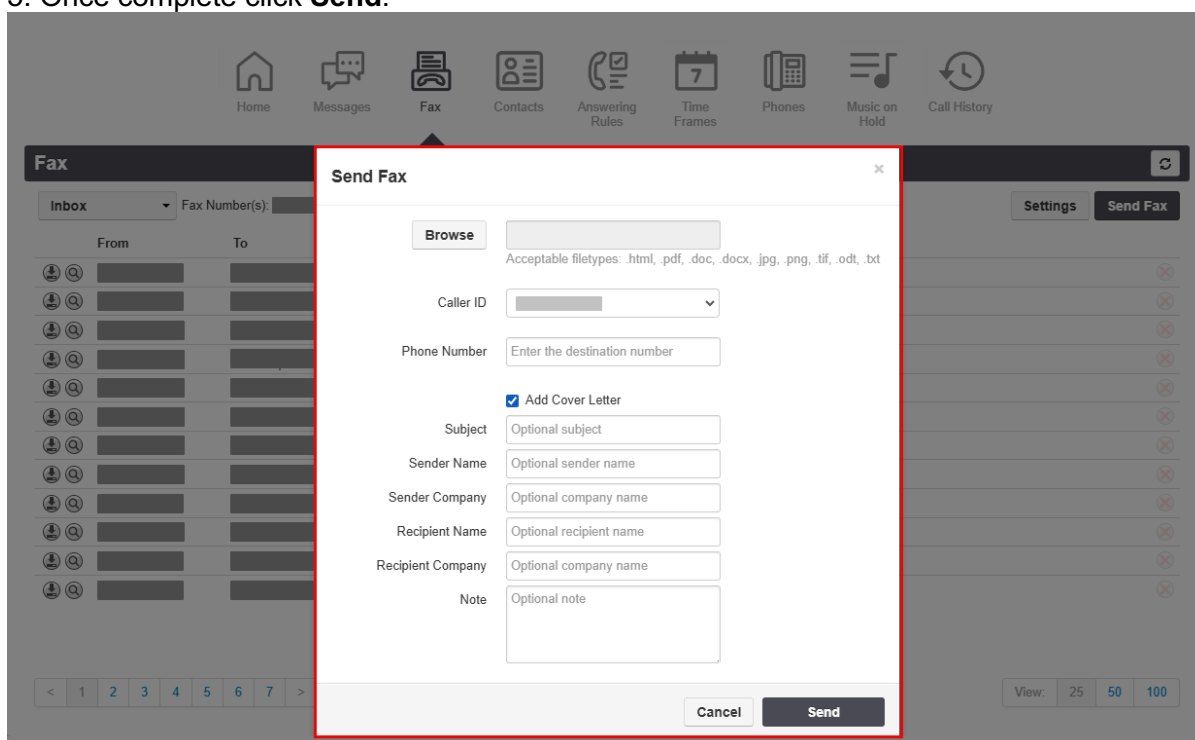 Once complete click Send.
7
Home Messages Fax Contacts Answering Rules Time Frames Phones Music on Hold Call History
Fax
Inbox Fax Number(s):
Settings Send Fax
From To
Send Fax
×
Browse
Acceptable filetypes: .html, .pdf, .doc, .docx, .jpg, .png, .tif, .odt, .txt
Caller ID
Phone Number Enter the destination number
Add Cover Letter
Subject Optional subject
Sender Name Optional sender name
Sender Company Optional company name
Recipient Name Optional recipient name
Recipient Company Optional company name
Note Optional note
< 1 2 3 4 5 6 7 >
View: 25 50 100
Cancel Send